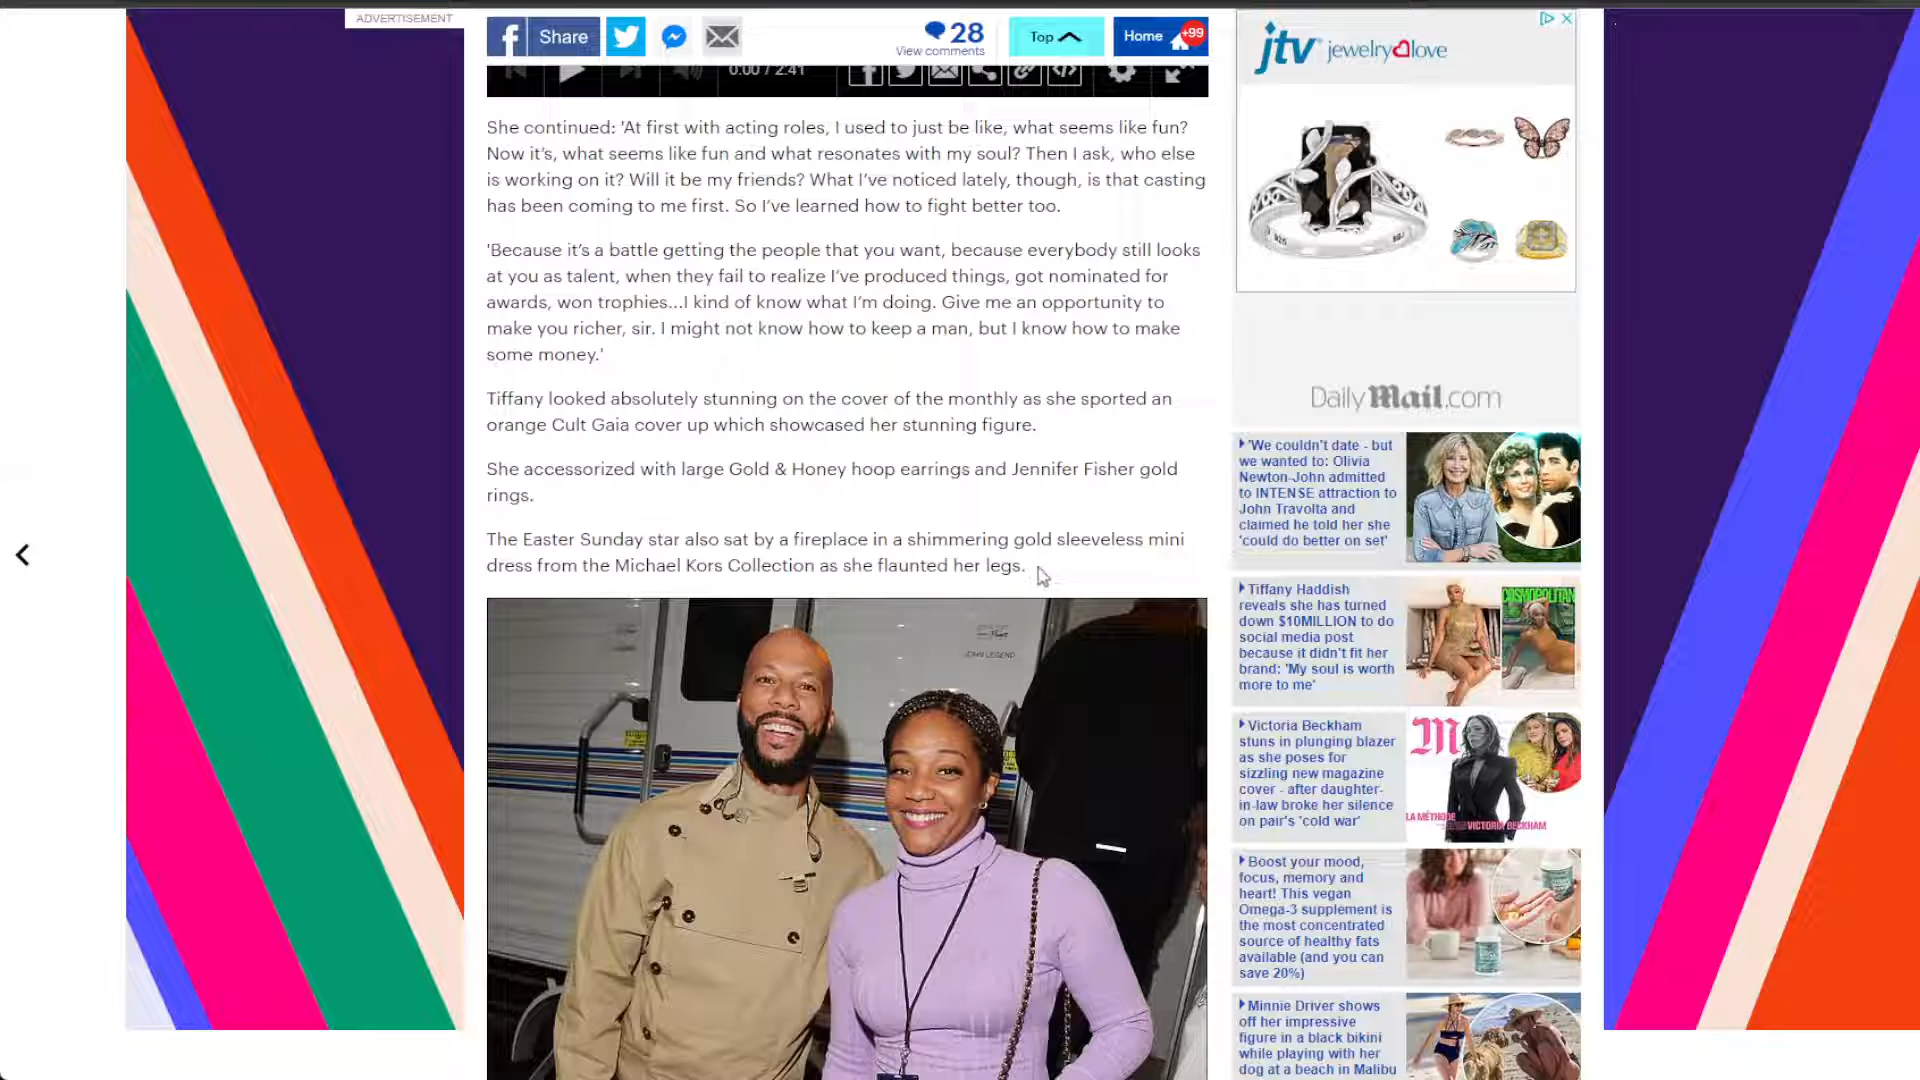 ADVERTISEMENT
Share
28
View comments
Top
Home
+99
0:00 / 2:41
She continued: 'At first with acting roles, I used to just be like, what seems like fun?
Now it's, what seems like fun and what resonates with my soul? Then I ask, who else
is working on it? Will it be my friends? What I've noticed lately, though, is that casting
has been coming to me first. So I've learned how to fight better too.
'Because it's a battle getting the people that you want, because everybody still looks
at you as talent, when they fail to realize I've produced things, got nominated for
awards, won trophies...I kind of know what I'm doing. Give me an opportunity to
make you richer, sir. I might not know how to keep a man, but I know how to make
some money.'
Tiffany looked absolutely stunning on the cover of the monthly as she sported an
orange Cult Gaia cover up which showcased her stunning figure.
She accessorized with large Gold & Honey hoop earrings and Jennifer Fisher gold
rings.
The Easter Sunday star also sat by a fireplace in a shimmering gold sleeveless mini
dress from the Michael Kors Collection as she flaunted her legs.
JOHN LEGEND
jtv jewelry love
925
DailyMail.com
'We couldn't date - but
we wanted to: Olivia
Newton-John admitted
to INTENSE attraction to
John Travolta and
claimed he told her she
'could do better on set'
Tiffany Haddish
reveals she has turned
down $10MILLION to do
social media post
because it didn't fit her
brand: 'My soul is worth
more to me'
COSMOPOLITAN
Victoria Beckham
stuns in plunging blazer
as she poses for
sizzling new magazine
cover - after daughter-
in-law broke her silence
on pair's 'cold war'
M
LA MÉTHODE
VICTORIA BECKHAM
Boost your mood,
focus, memory and
heart! This vegan
Omega-3 supplement is
the most concentrated
source of healthy fats
available (and you can
save 20%)
Minnie Driver shows
off her impressive
figure in a black bikini
while playing with her
dog at a beach in Malibu